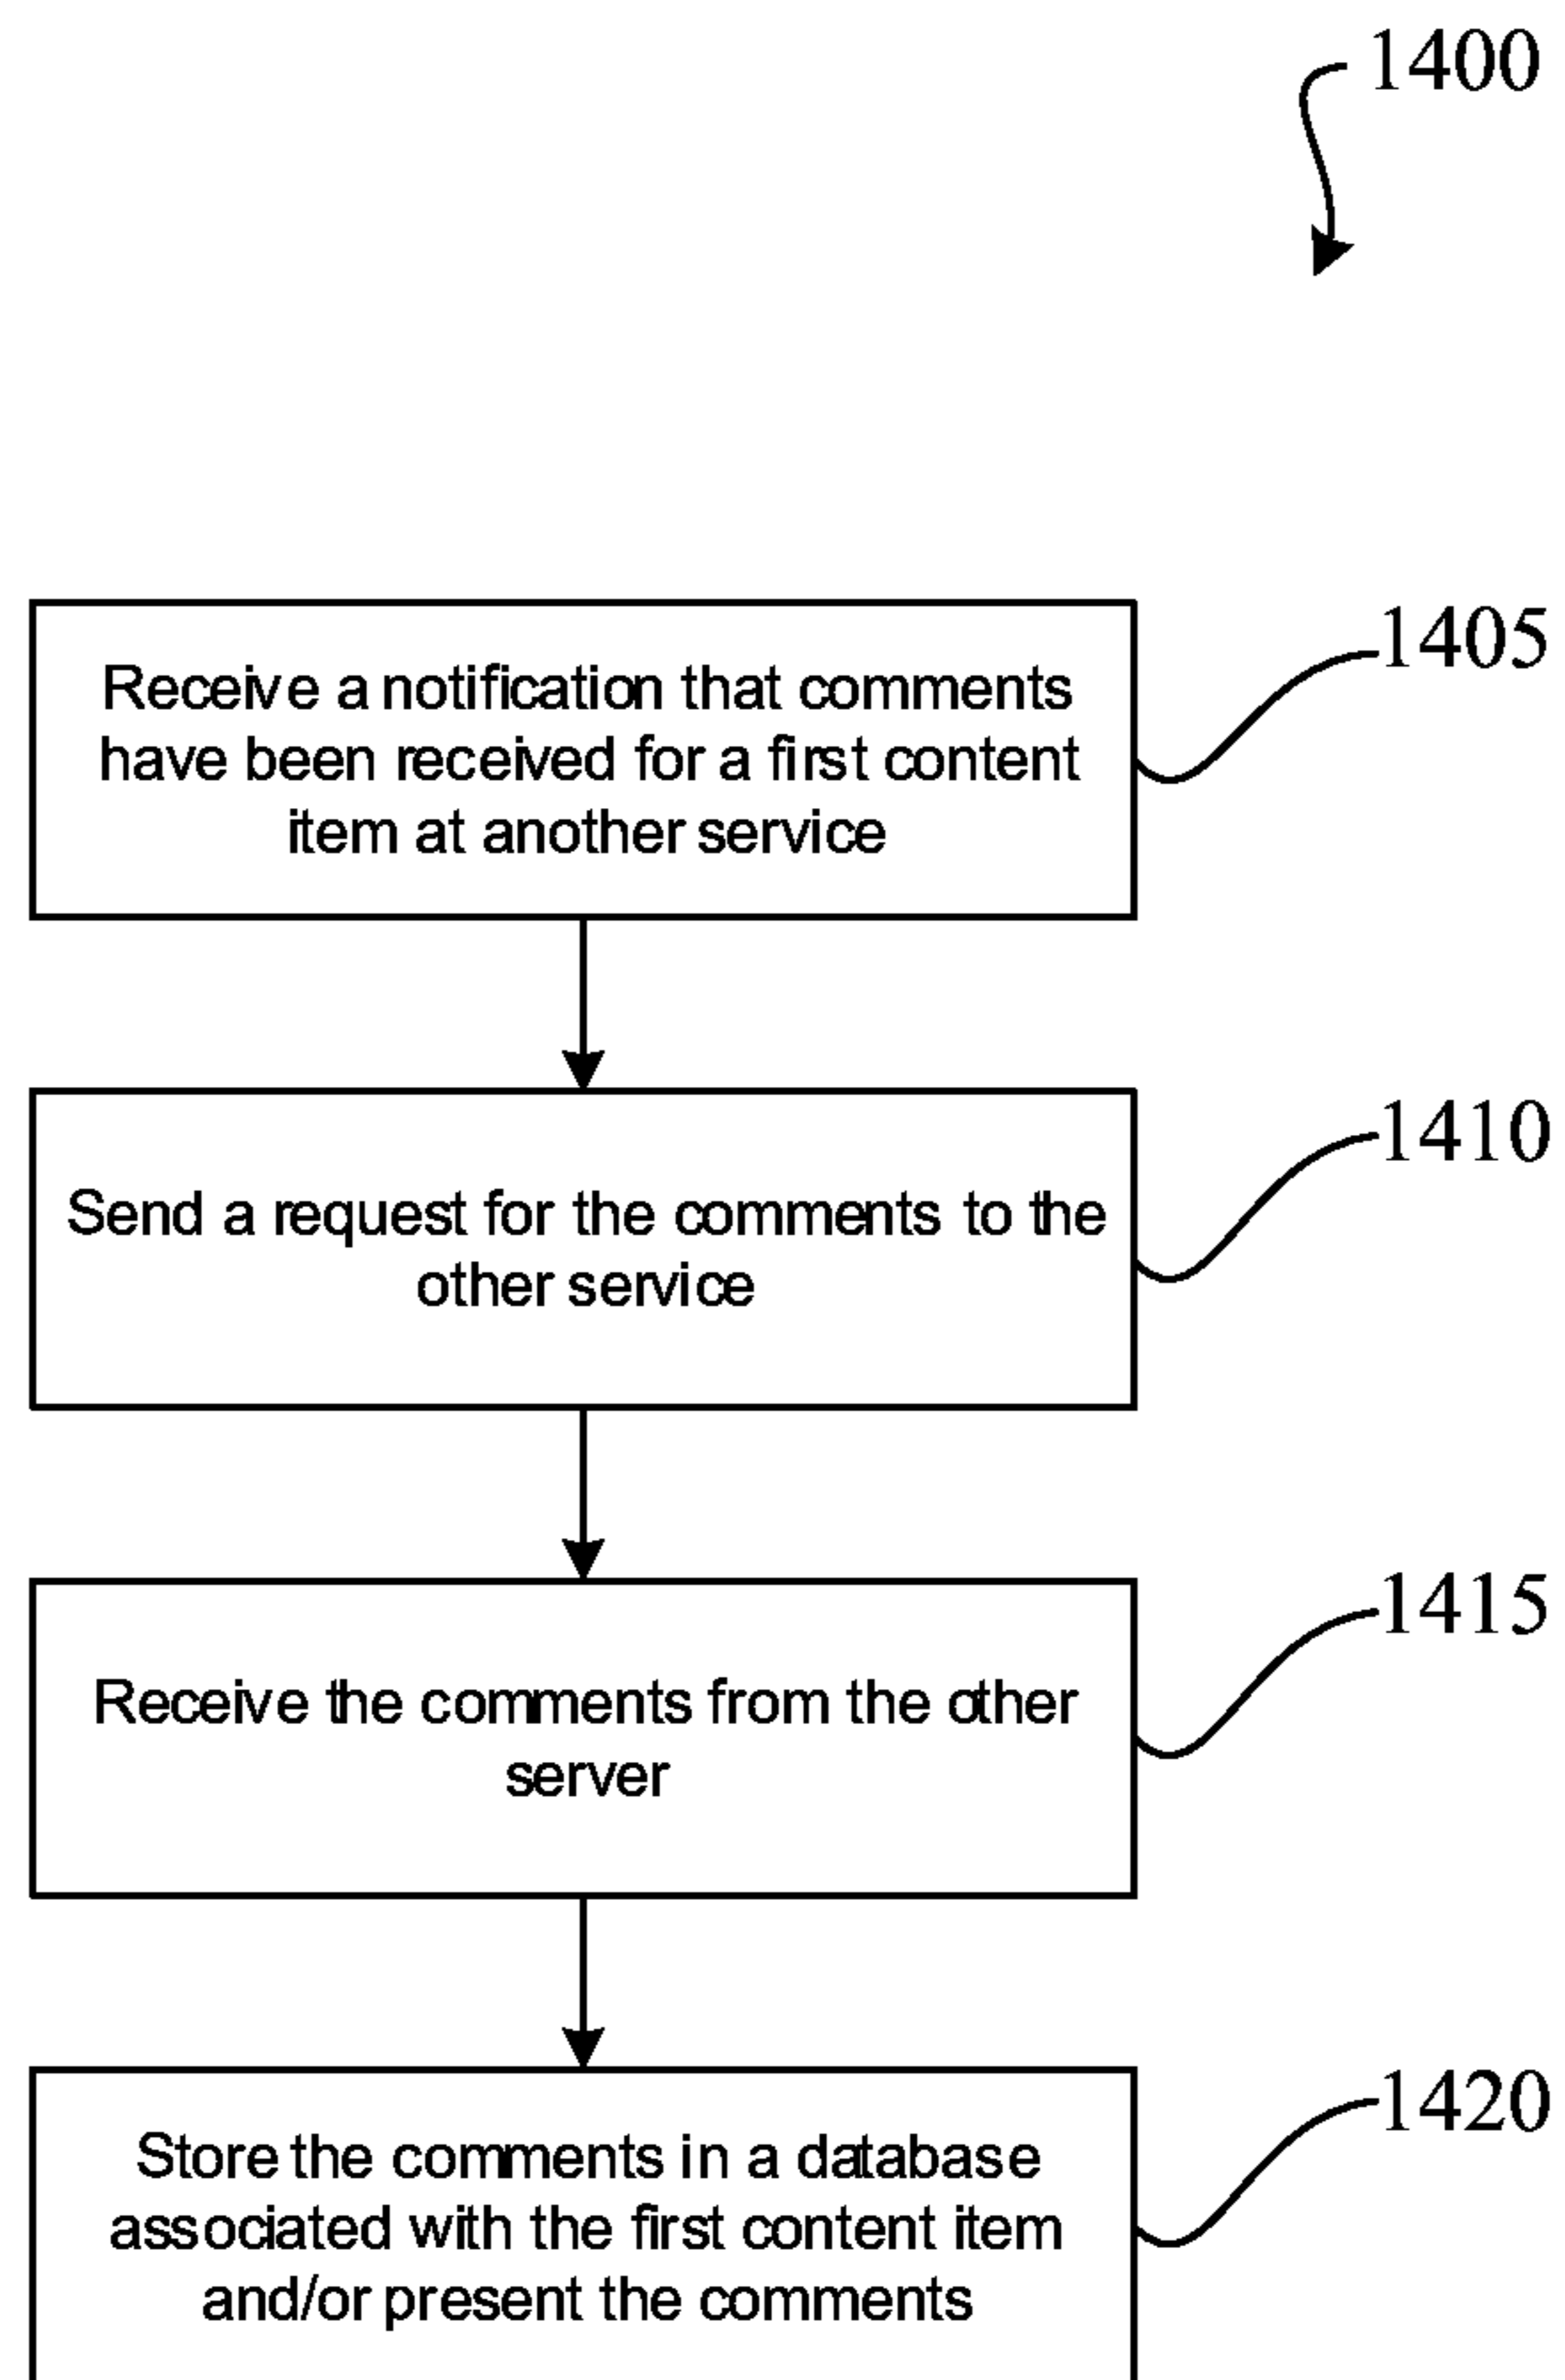 1400
Receive a notification that comments
have been received for a first content
item at another service
1405
Send a request for the comments to the
other service
1410
Receive the comments from the other
server
1415
Store the comments in a database
associated with the first content item
and/or present the comments
1420